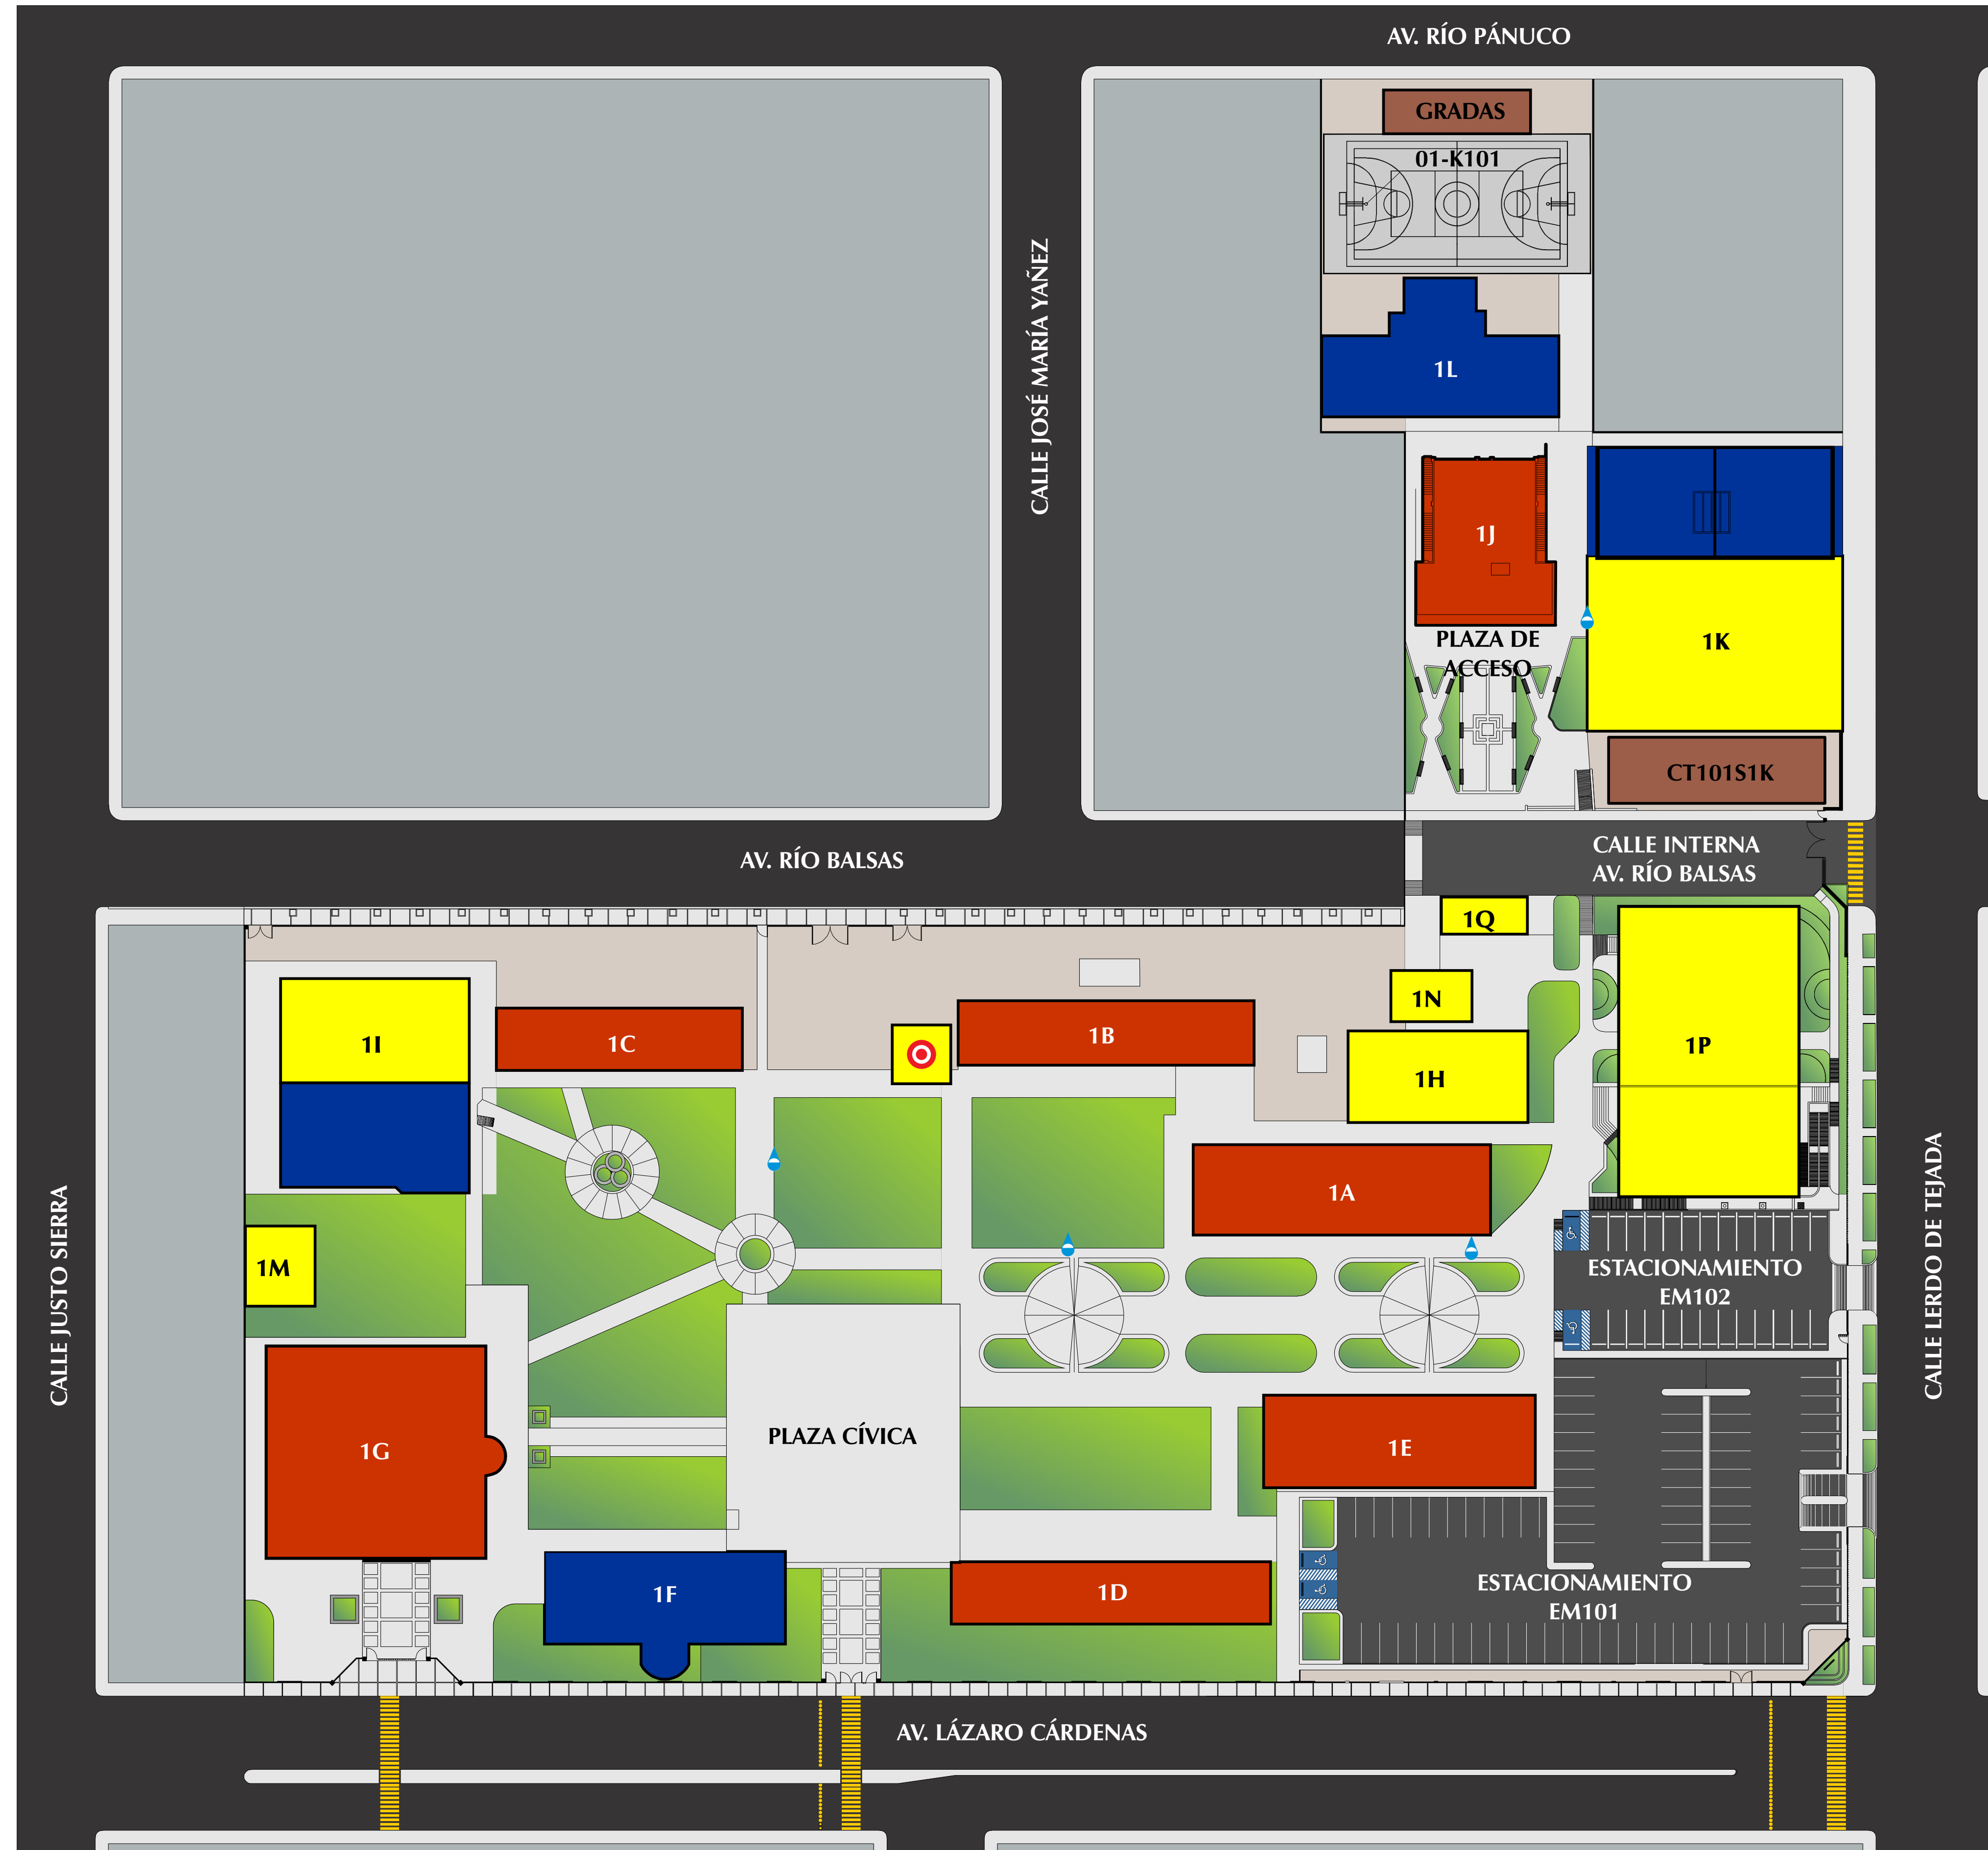 AV. RÍO PÁNUCO
GRADAS
01-K101
CALLE JOSÉ MARÍA YAÑEZ
1L
1J
1K
PLAZA DE
ACCESO
CT101S1K
AV. RÍO BALSAS
CALLE INTERNA
AV. RÍO BALSAS
1Q
1N
1I
1C
1B
1H
1P
1A
1M
CALLE JUSTO SIERRA
CALLE LERDO DE TEJADA
ESTACIONAMIENTO
EM102
1G
PLAZA CÍVICA
1E
1F
1D
ESTACIONAMIENTO
EM101
AV. LÁZARO CÁRDENAS